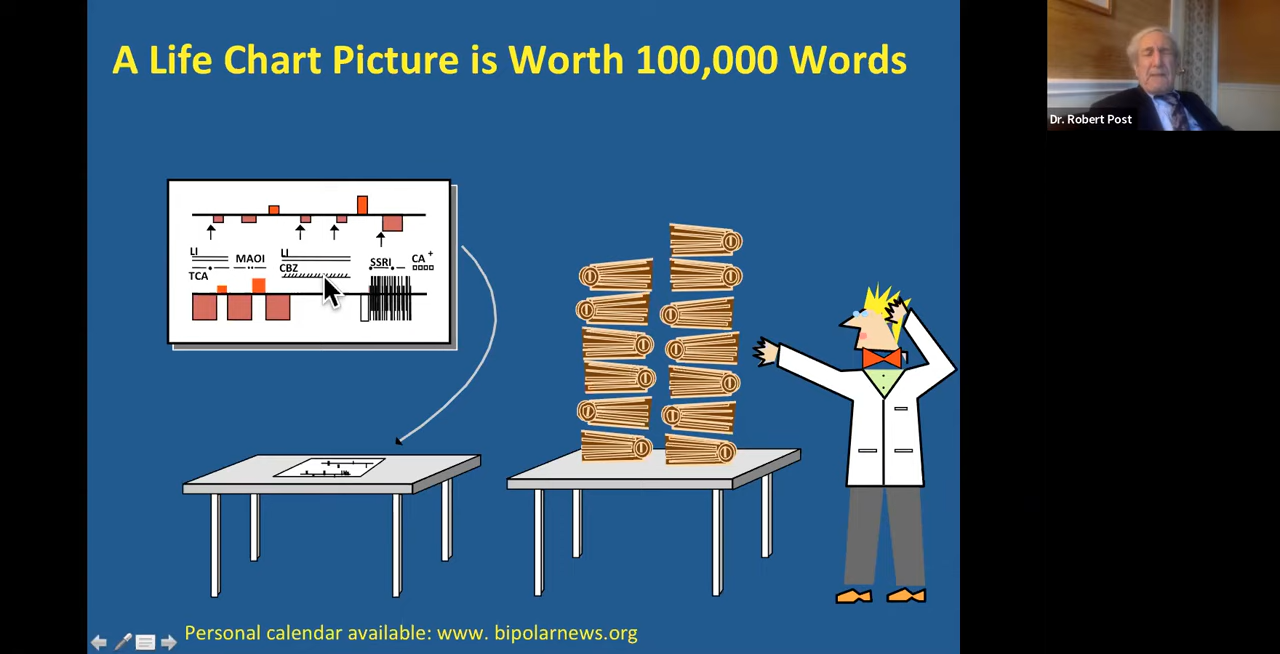 A Life Chart Picture is Worth 100,000 Words
Dr. Robert Post
LI
TCA
MAOI
LI
CBZ
SSRI
CA +
Personal calendar available: www. bipolarnews.org